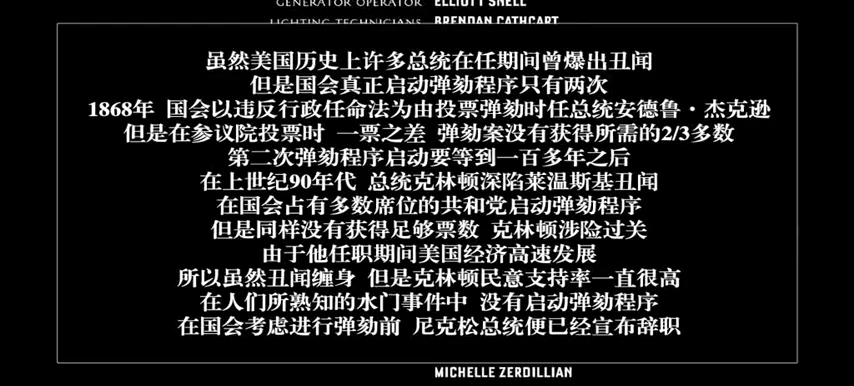 GENERATOR OPERATOR ELLIOTT SNELL
LIGHTING TECHNICIANS BRENDAN CATHCART
虽然美国历史上许多总统在任期间曾爆出丑闻
但是国会真正启动弹劾程序只有两次
1868年 国会以违反行政任命法为由投票弹劾时任总统安德鲁·杰克逊
但是在参议院投票时 一票之差 弹劾案没有获得所需的2/3多数
第二次弹劾程序启动要等到一百多年之后
在上世纪90年代 总统克林顿深陷莱温斯基丑闻
在国会占有多数席位的共和党启动弹劾程序
但是同样没有获得足够票数 克林顿涉险过关
由于他任职期间美国经济高速发展
所以虽然丑闻缠身 但是克林顿民意支持率一直很高
在人们所熟知的水门事件中 没有启动弹劾程序
在国会考虑进行弹劾前 尼克松总统便已经宣布辞职
MICHELLE ZERDILLIAN